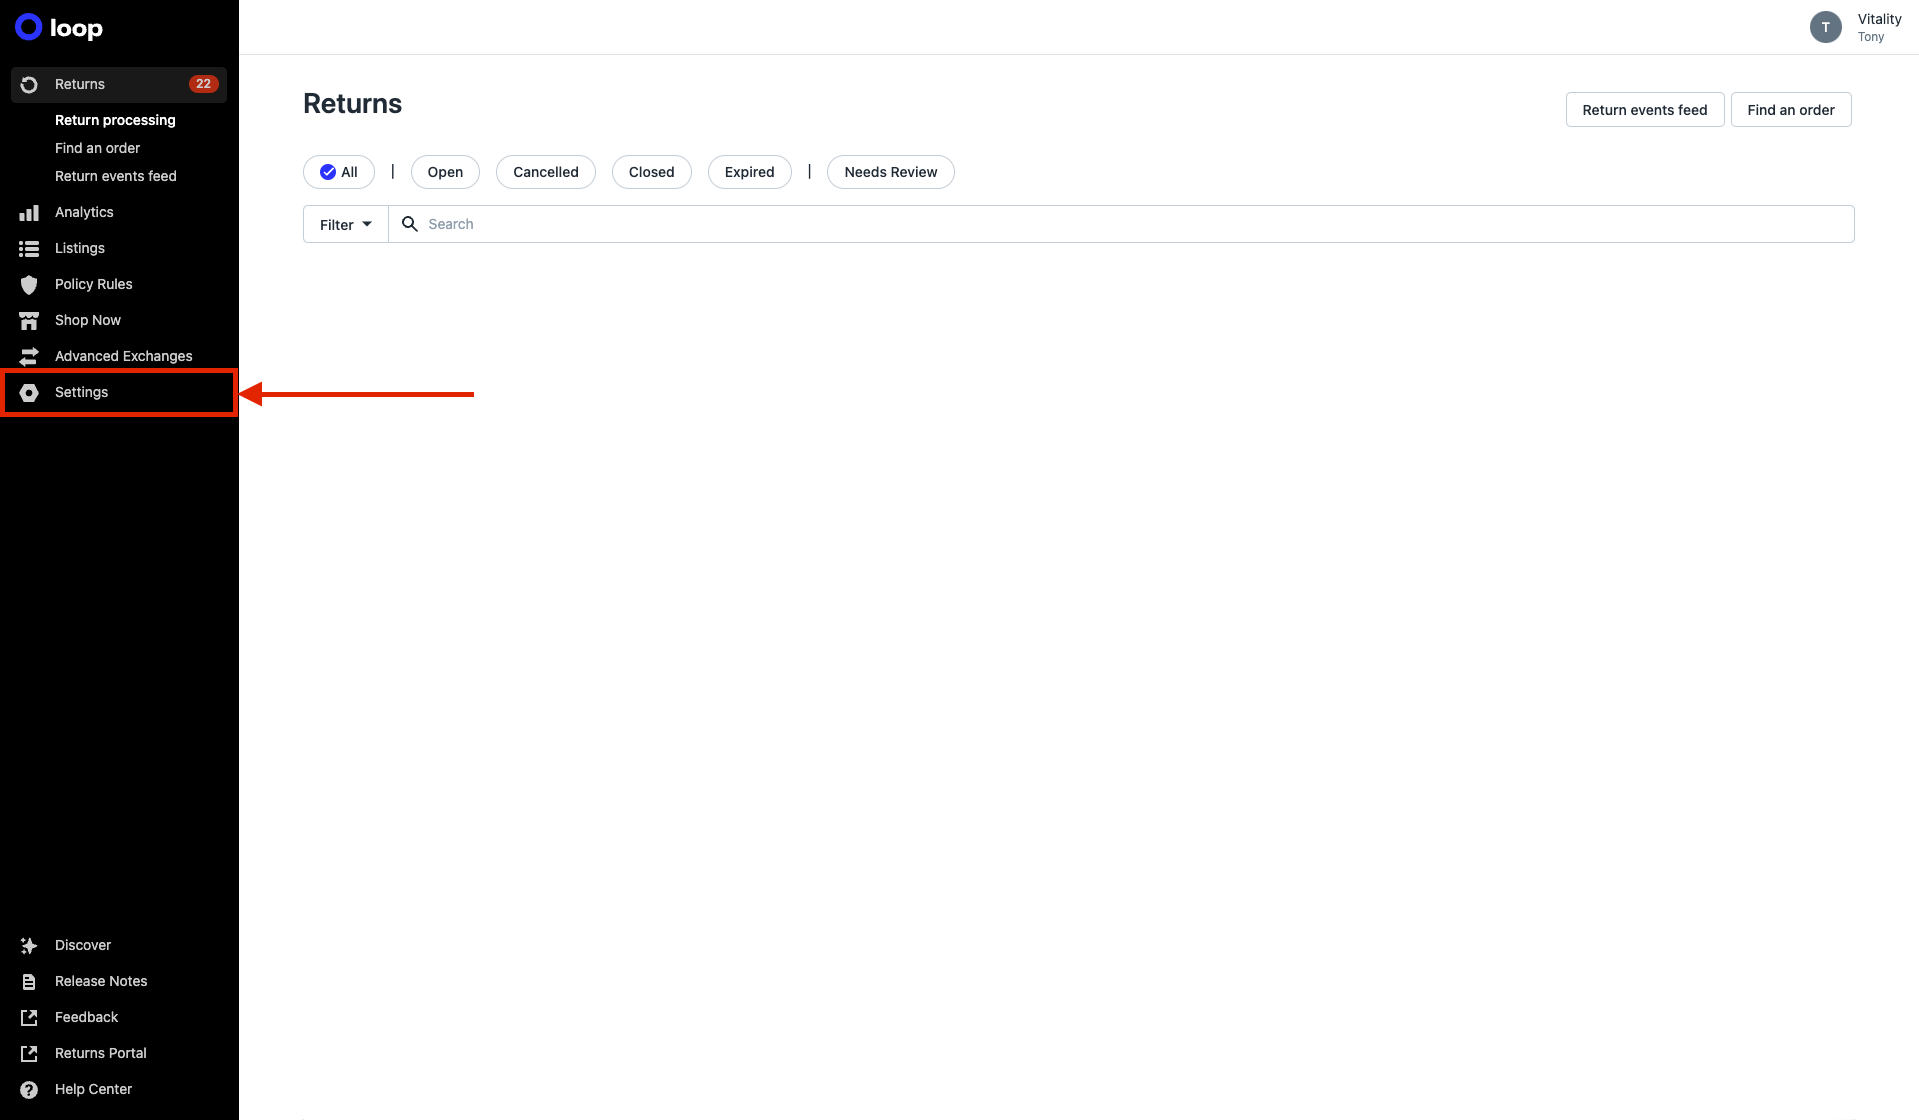 loop
Returns 22
Return processing
Find an order
Return events feed
Analytics
Listings
Policy Rules
Shop Now
Advanced Exchanges
Settings
Discover
Release Notes
Feedback
Returns Portal
Help Center
T Vitality
Tony
Returns
Return events feed Find an order
All | Open Cancelled Closed Expired | Needs Review
Filter Search